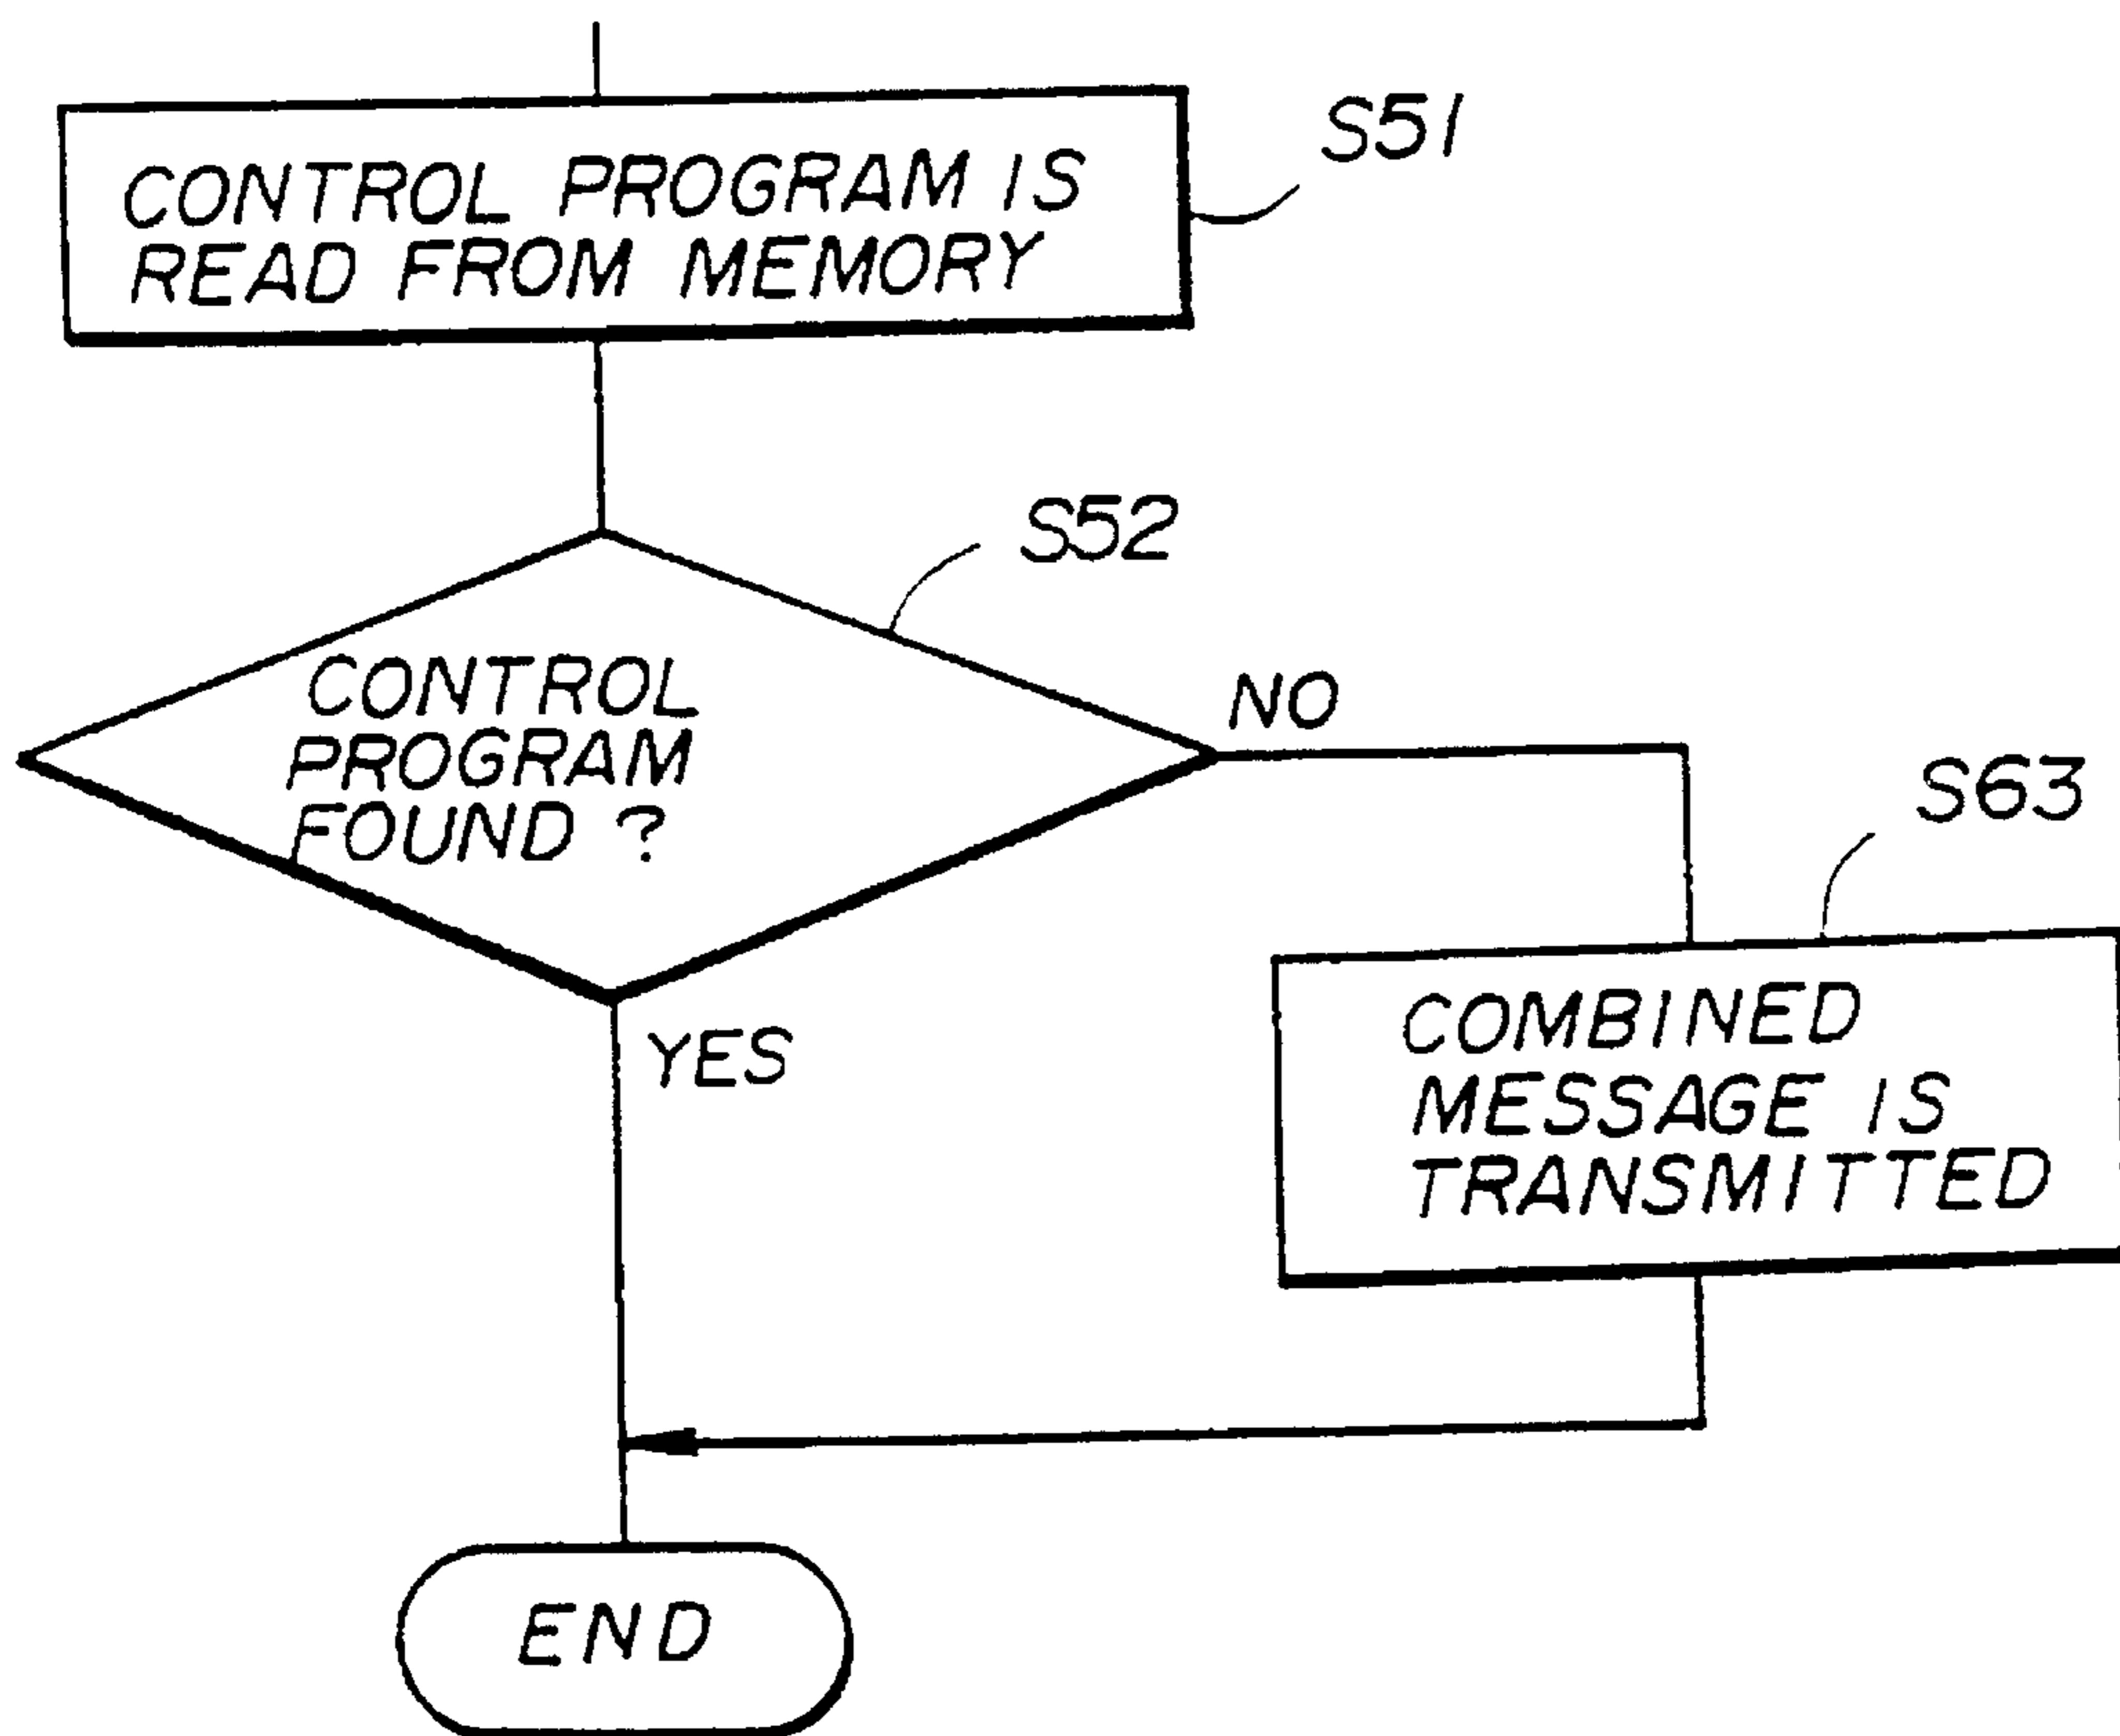 CONTROL PROGRAM IS
READ FROM MEMORY
S51
S52
CONTROL
PROGRAM
FOUND ?
NO
YES
S63
COMBINED
MESSAGE IS
TRANSMITTED
END